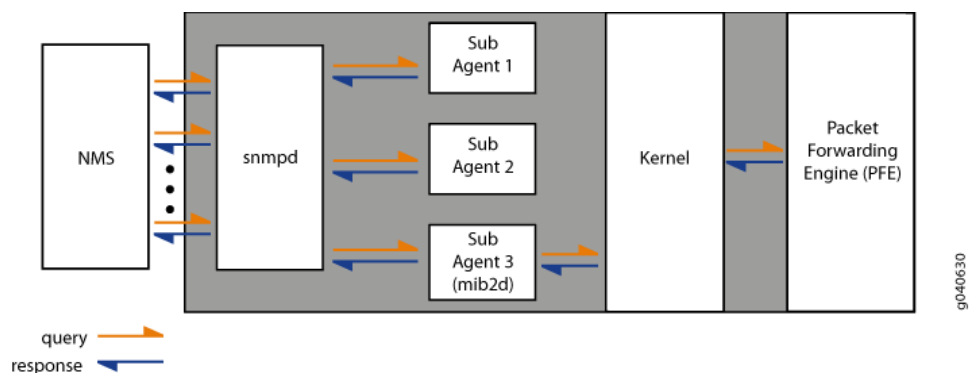 NMS
snmpd
Sub
Agent 1
Sub
Agent 2
Sub
Agent 3
(mib2d)
Kernel
Packet
Forwarding
Engine (PFE)
query
response
g040630